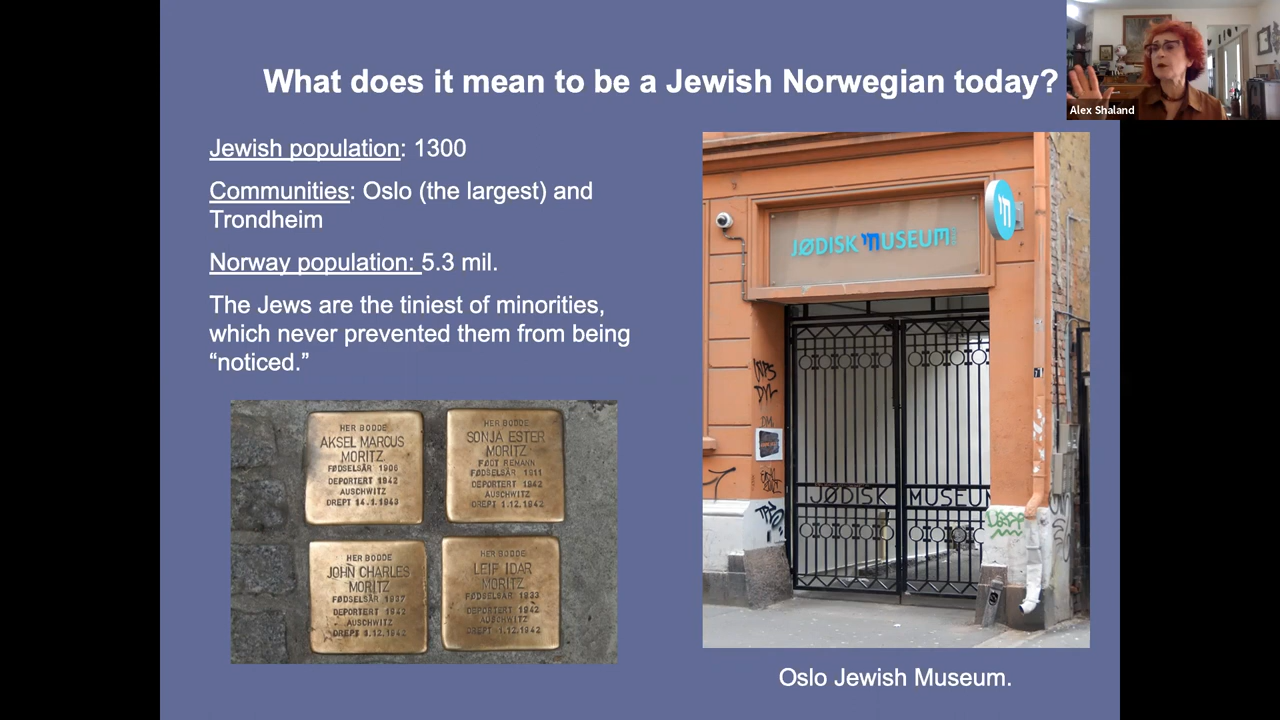 What does it mean to be a Jewish Norwegian today?
Alex Shaland
Jewish population: 1300
Communities: Oslo (the largest) and
Trondheim
Norway population: 5.3 mil.
The Jews are the tiniest of minorities,
which never prevented them from being
“noticed.”
HER BODDE
AKSEL MARCUS
MORITZ
FØDSELSÅR 1906
DEPORTERT 1942
AUSCHWITZ
DREPT 14.1.1943
HER BODDE
SONJA ESTER
MORITZ
FØDT REMANN
FØDSELSÅR 1911
DEPORTERT 1942
AUSCHWITZ
DREPT 1.12.1942
HER BODDE
JOHN CHARLES
MORITZ
FØDSELSÅR 1937
DEPORTERT 1942
AUSCHWITZ
DREPT 1.12.1942
HER BODDE
LEIF IDAR
MORITZ
FØDSELSÅR 1933
DEPORTERT 1942
AUSCHWITZ
DREPT 1.12.1942
JØDISK MUSEUM
JØDISK MUSEUM
Oslo Jewish Museum.